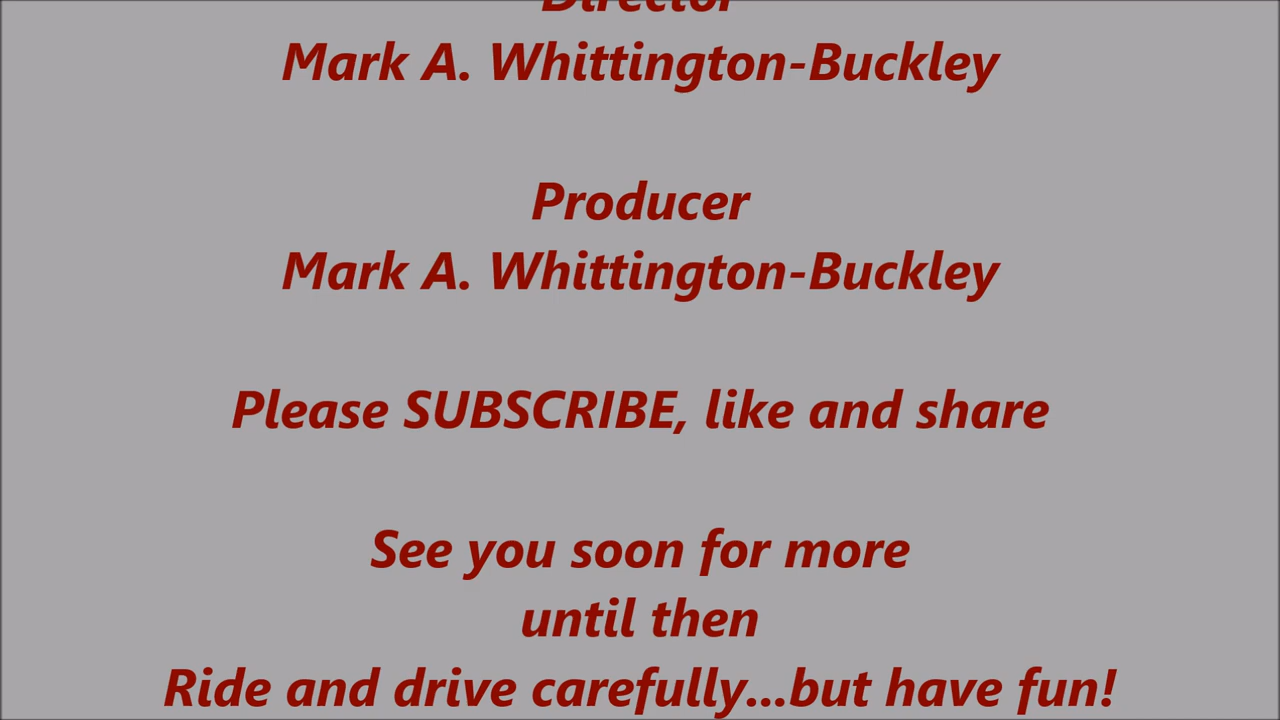 Director
Mark A. Whittington-Buckley
Producer
Mark A. Whittington-Buckley
Please SUBSCRIBE, like and share
See you soon for more
until then
Ride and drive carefully...but have fun!